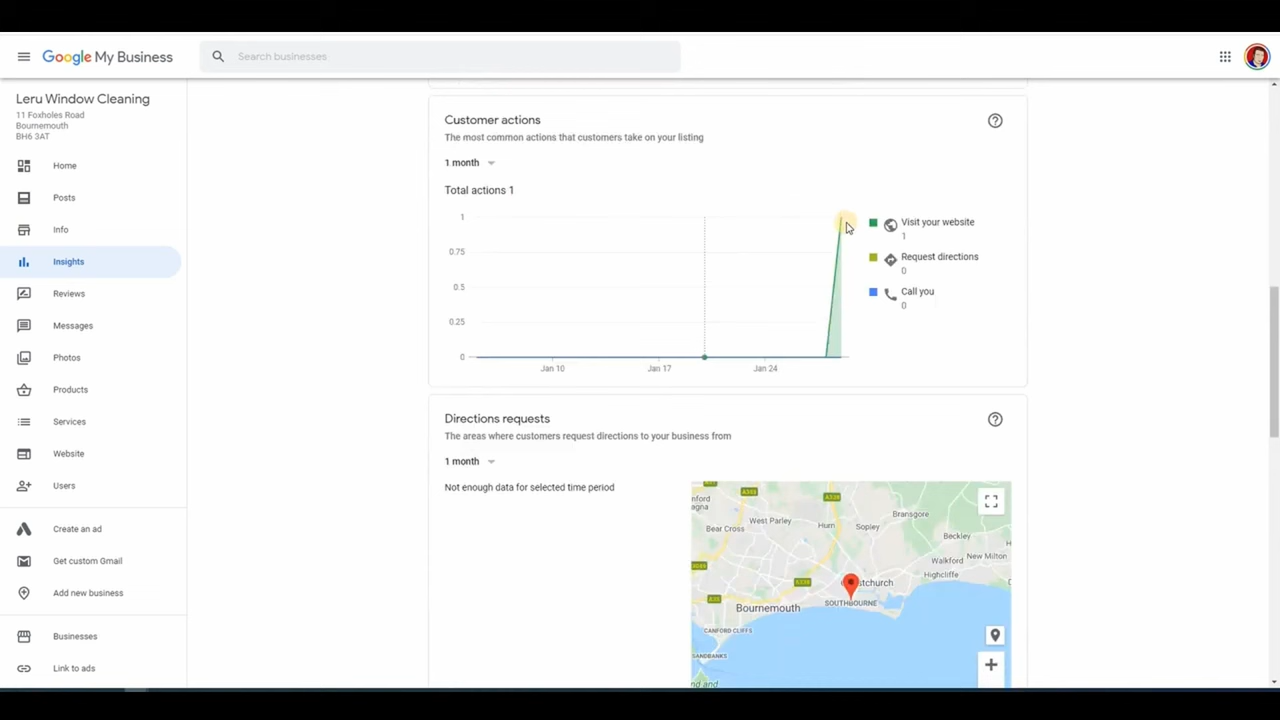 Google My Business
Search businesses
Leru Window Cleaning
11 Foxholes Road
Bournemouth
BH6 3AT
Home
Posts
Info
Insights
Reviews
Messages
Photos
Products
Services
Website
Users
Create an ad
Get custom Gmail
Add new business
Businesses
Link to ads
Customer actions
The most common actions that customers take on your listing
1 month
Total actions 1
1
0.75
0.5
0.25
0
Jan 10
Jan 17
Jan 24
Visit your website
1
Request directions
0
Call you
0
Directions requests
The areas where customers request directions to your business from
1 month
Not enough data for selected time period
Bear Cross
West Parley
Hurn
Sopley
Bransgore
Beckley
New Milton
Walkford
Highcliffe
SOUTHBOURNE
Bournemouth
CANFORD CLIFFS
SANDBANKS